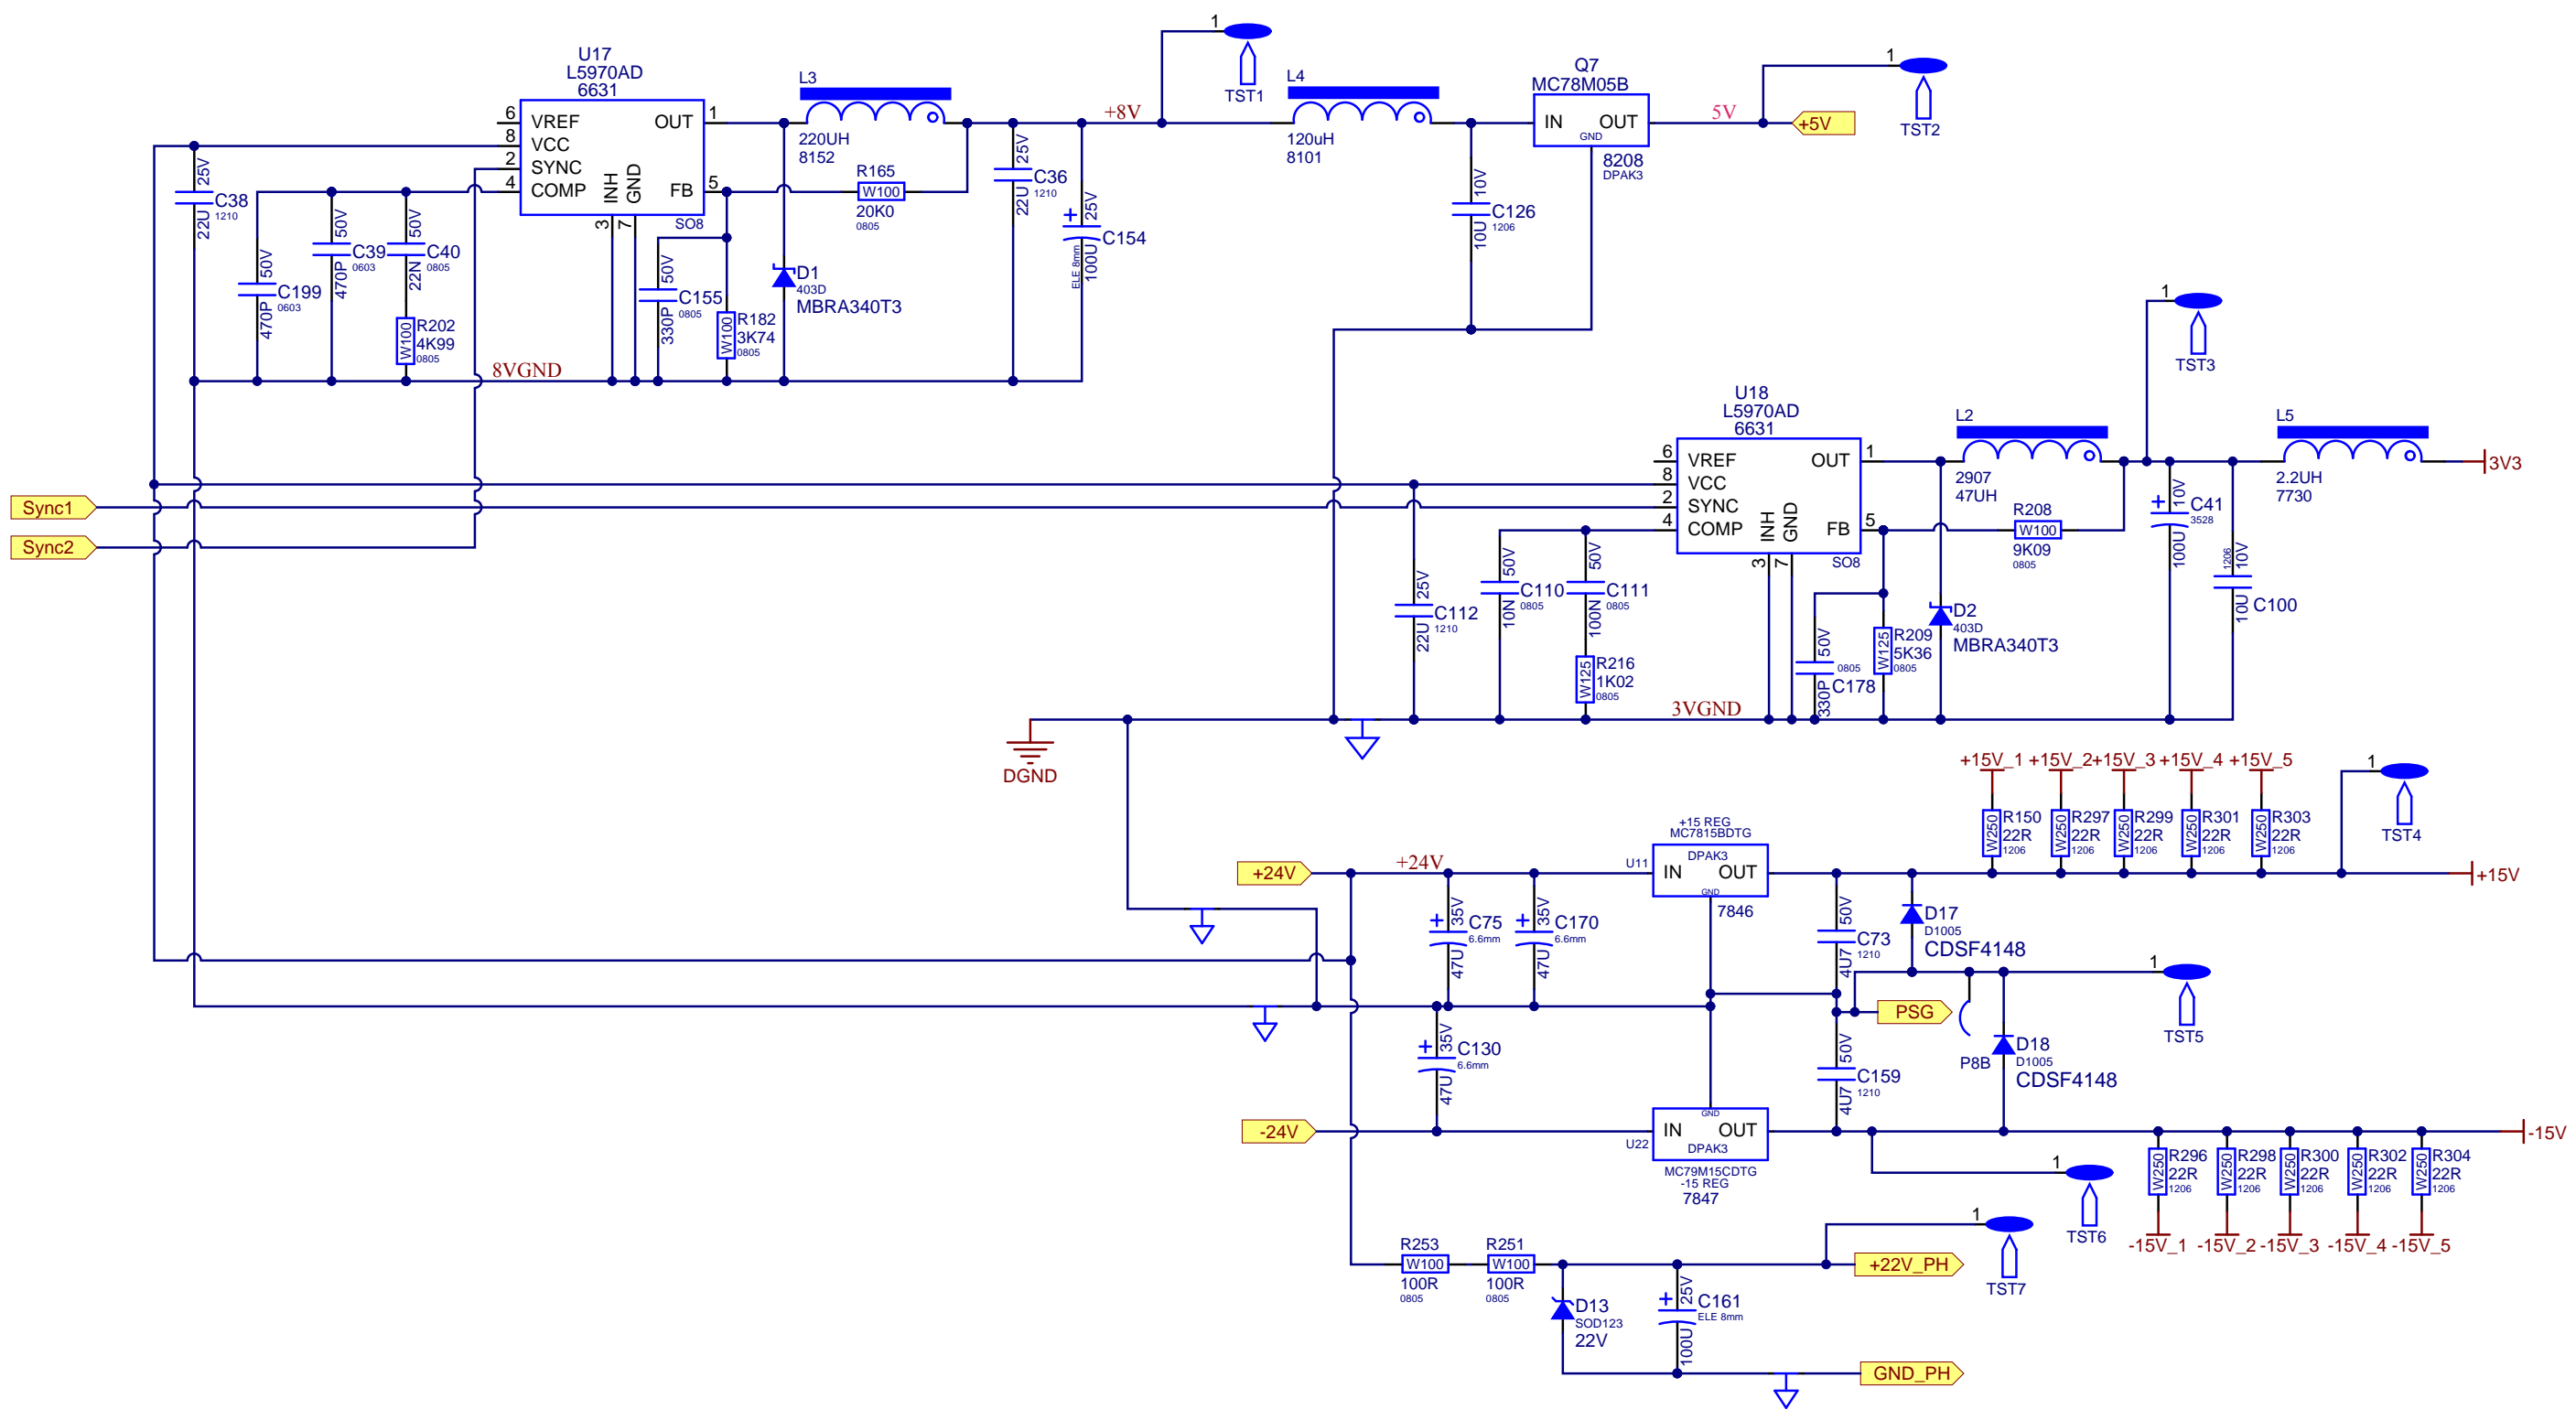 U17
L5970AD
6631
6 VREF
8 VCC
2 SYNC
4 COMP
OUT 1
FB 5
INH 3
GND 7
SO8
L3
220UH
8152
R165
W100
20K0
0805
C38
25V
1210
22U
C199
50V
0603
470P
C39
50V
0603
470P
C40
50V
0805
22N
R202
W100
4K99
0805
8VGND
C155
50V
0805
330P
R182
W100
3K74
0805
D1
403D
MBRA340T3
C36
25V
1210
22U
C154
+ 25V
ELE 8mm
100U
+8V
1
TST1
L4
120uH
8101
Q7
MC78M05B
IN OUT
GND
8208
DPAK3
C126
10V
1206
10U
5V
+5V
1
TST2
1
TST3
Sync1
Sync2
U18
L5970AD
6631
6 VREF
8 VCC
2 SYNC
4 COMP
OUT 1
FB 5
INH 3
GND 7
SO8
L2
2907
47UH
R208
W100
9K09
0805
C41
+ 10V
3528
100U
C100
10V
1206
10U
L5
2.2UH
7730
3V3
C112
25V
1210
22U
C110
50V
0805
10N
C111
50V
0805
100N
R216
W125
1K02
0805
C178
50V
0805
330P
R209
W125
5K36
0805
D2
403D
MBRA340T3
3VGND
DGND
+15V_1 +15V_2 +15V_3 +15V_4 +15V_5
R150 R297 R299 R301 R303
W250 W250 W250 W250 W250
22R 22R 22R 22R 22R
1206 1206 1206 1206 1206
1
TST4
+24V
+24V
+15 REG
MC7815BDTG
U11
DPAK3
IN OUT
GND
7846
+15V
C75
+ 35V
6.6mm
47U
C170
+ 35V
6.6mm
47U
C73
50V
1210
4U7
D17
D1005
CDSF4148
PSG
P8B
1
TST5
D18
D1005
CDSF4148
C130
+ 35V
6.6mm
47U
C159
50V
1210
4U7
-24V
U22
GND
IN OUT
DPAK3
MC79M15CDTG
-15 REG
7847
-15V
1
TST6
R296 R298 R300 R302 R304
W250 W250 W250 W250 W250
22R 22R 22R 22R 22R
1206 1206 1206 1206 1206
-15V_1 -15V_2 -15V_3 -15V_4 -15V_5
R253
W100
100R
0805
R251
W100
100R
0805
D13
SOD123
22V
C161
+ 25V
ELE 8mm
100U
+22V_PH
1
TST7
GND_PH